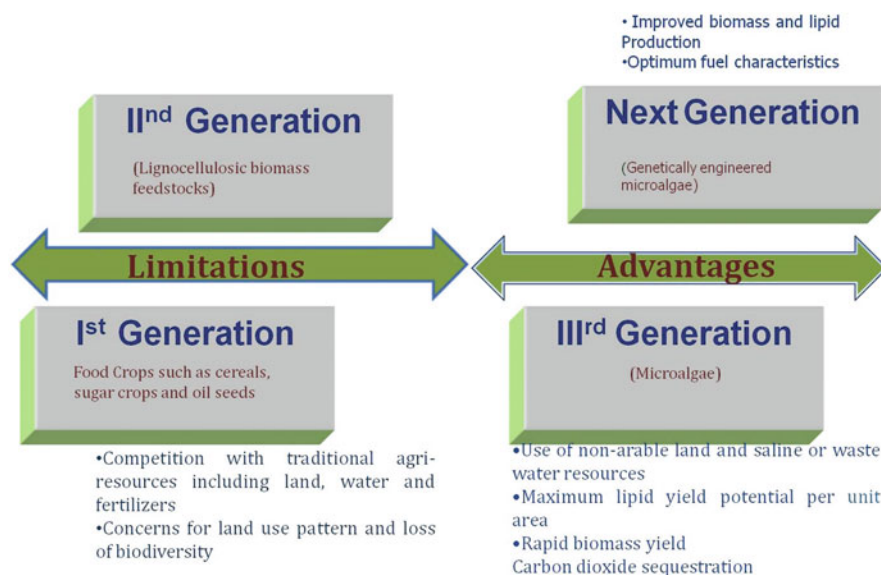 • Improved biomass and lipid
Production
•Optimum fuel characteristics
IInd Generation
(Lignocellulosic biomass
feedstocks)
Next Generation
(Genetically engineered
microalgae)
Limitations
Advantages
Ist Generation
Food Crops such as cereals,
sugar crops and oil seeds
IIIrd Generation
(Microalgae)
•Competition with traditional agri-
resources including land, water and
fertilizers
•Concerns for land use pattern and loss
of biodiversity
•Use of non-arable land and saline or waste
water resources
•Maximum lipid yield potential per unit
area
•Rapid biomass yield
Carbon dioxide sequestration